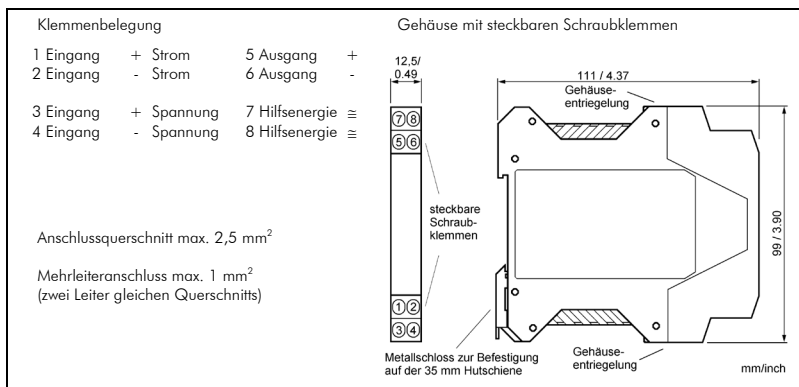 Klemmenbelegung
1 Eingang + Strom 5 Ausgang +
2 Eingang - Strom 6 Ausgang -
3 Eingang + Spannung 7 Hilfsenergie ≅
4 Eingang - Spannung 8 Hilfsenergie ≅
Anschlussquerschnitt max. 2,5 mm²
Mehrleiteranschluss max. 1 mm²
(zwei Leiter gleichen Querschnitts)
Gehäuse mit steckbaren Schraubklemmen
12,5/
0.49
111 / 4.37
Gehäuse-
entriegelung
7 8
5 6
steckbare
Schraub-
klemmen
99 / 3.90
1 2
3 4
Metallschloss zur Befestigung
auf der 35 mm Hutschiene
Gehäuse-
entriegelung
mm/inch